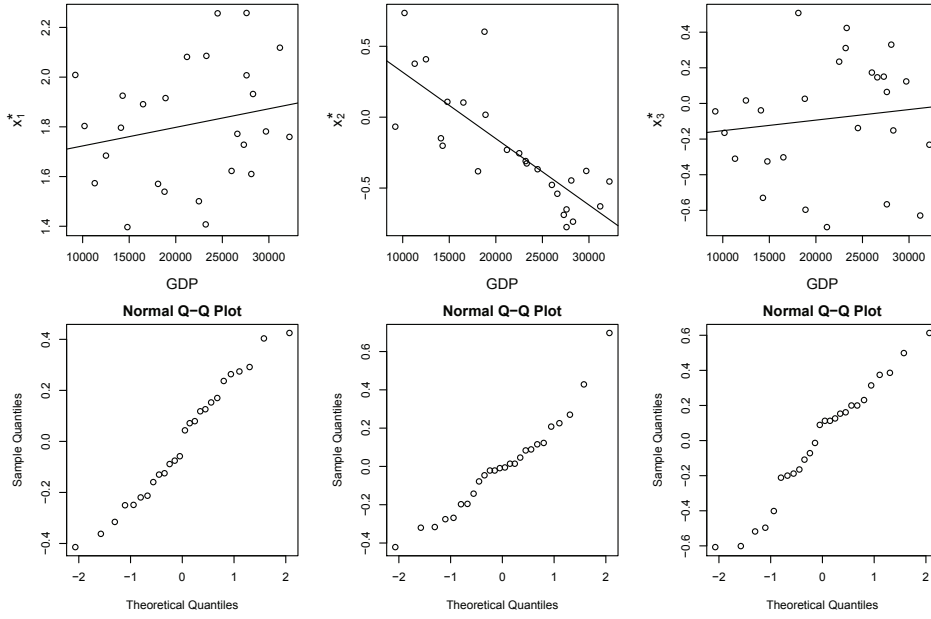 1.4 1.6 1.8 2.0 2.2
x₁*
10000 15000 20000 25000 30000
GDP
−0.5 0.0 0.5
x₂*
10000 15000 20000 25000 30000
GDP
−0.6 −0.4 −0.2 0.0 0.2 0.4
x₃*
10000 15000 20000 25000 30000
GDP
Normal Q−Q Plot
−0.4 −0.2 0.0 0.2 0.4
Sample Quantiles
−2 −1 0 1 2
Theoretical Quantiles
Normal Q−Q Plot
−0.4 −0.2 0.0 0.2 0.4 0.6
Sample Quantiles
−2 −1 0 1 2
Theoretical Quantiles
Normal Q−Q Plot
−0.6 −0.4 −0.2 0.0 0.2 0.4 0.6
Sample Quantiles
−2 −1 0 1 2
Theoretical Quantiles